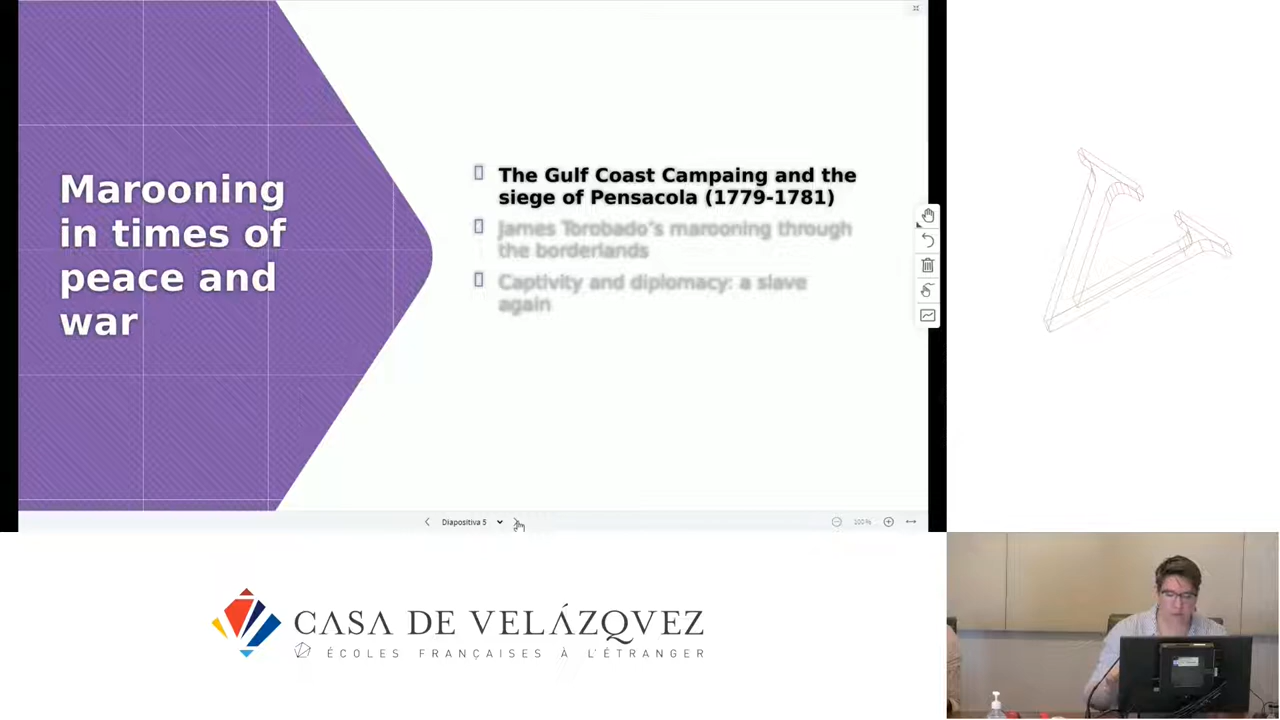 Marooning
in times of
peace and
war
The Gulf Coast Campaing and the
siege of Pensacola (1779-1781)
James Torobado's marooning through
the borderlands
Captivity and diplomacy: a slave
again
Diapositiva 5
100%
CASA DE VELÁZQVEZ
ÉCOLES FRANÇAISES À L'ÉTRANGER